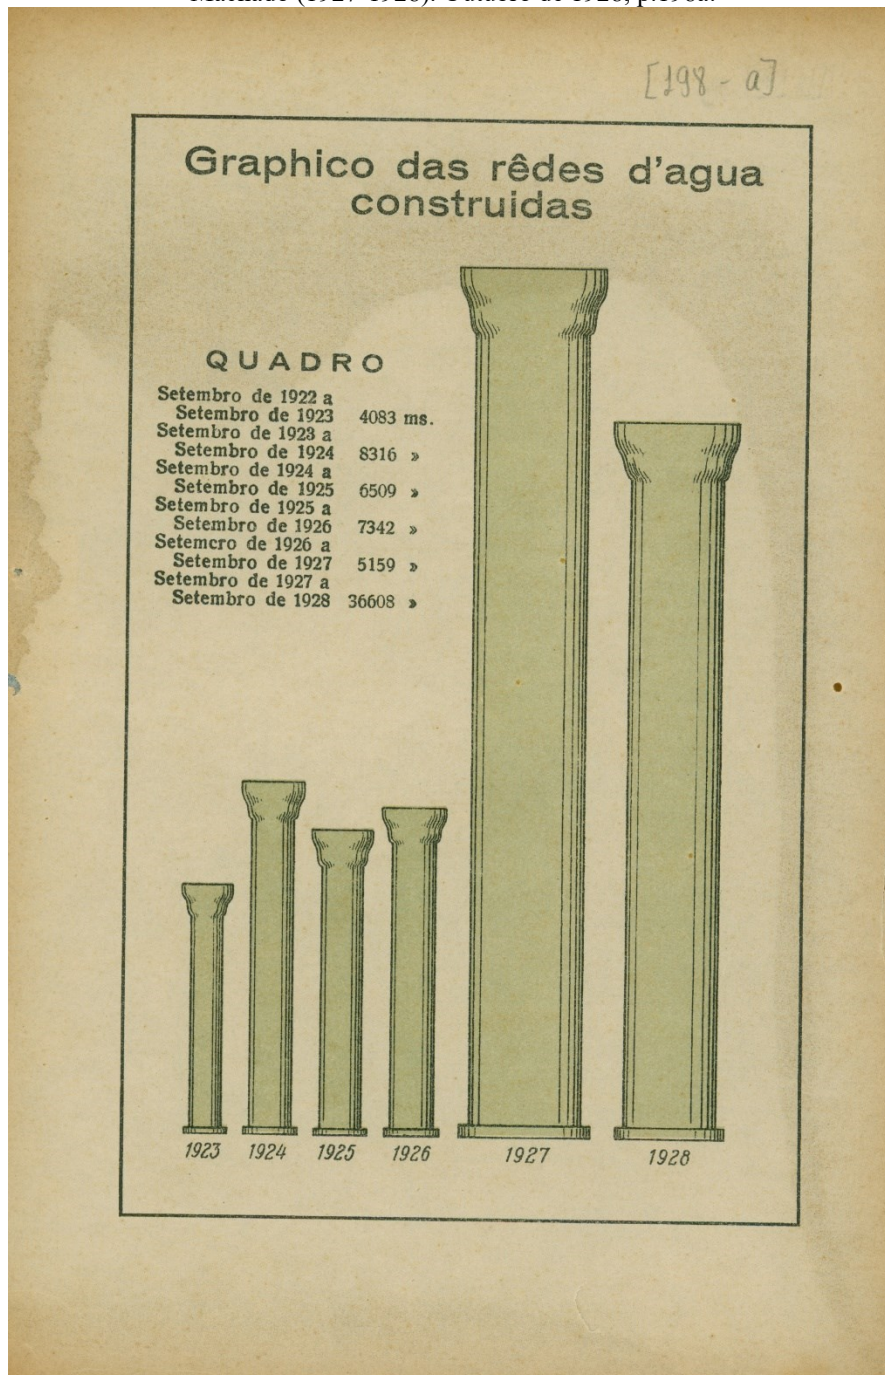 [198 - a]
Graphico das rêdes d'agua
construidas
QUADRO
Setembro de 1922 a
Setembro de 1923 4083 ms.
Setembro de 1923 a
Setembro de 1924 8316 »
Setembro de 1924 a
Setembro de 1925 6509 »
Setembro de 1925 a
Setembro de 1926 7342 »
Setemcro de 1926 a
Setembro de 1927 5159 »
Setembro de 1927 a
Setembro de 1928 36608 »
1923 1924 1925 1926 1927 1928